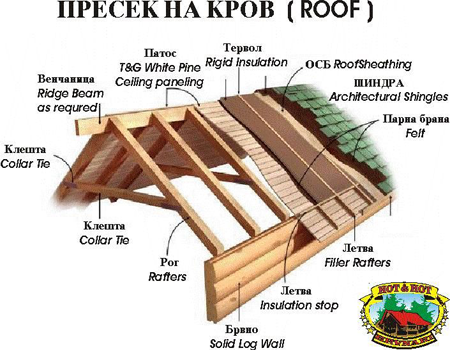 ПРЕСЕК НА КРОВ ( ROOF )
Тервол
Rigid Insulation
Патос
T&G White Pine
Ceiling paneling
ОСБ RoofSheathing
Венчаница
Ridge Beam
as requred
ШИНДРА
Architectural Shingles
Парна брана
Felt
Клешта
Collar Tie
Клешта
Collar Tie
Рог
Rafters
Летва
Filler Rafters
Летва
Insulation stop
Брвно
Solid Log Wall
HOT & HOT